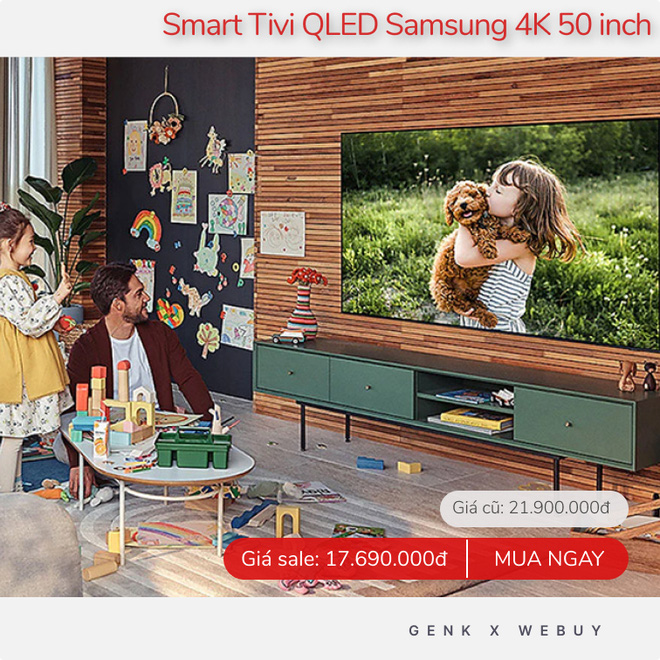 Smart Tivi QLED Samsung 4K 50 inch
Giá cũ: 21.900.000đ
Giá sale: 17.690.000đ | MUA NGAY
GENK X WEBUY